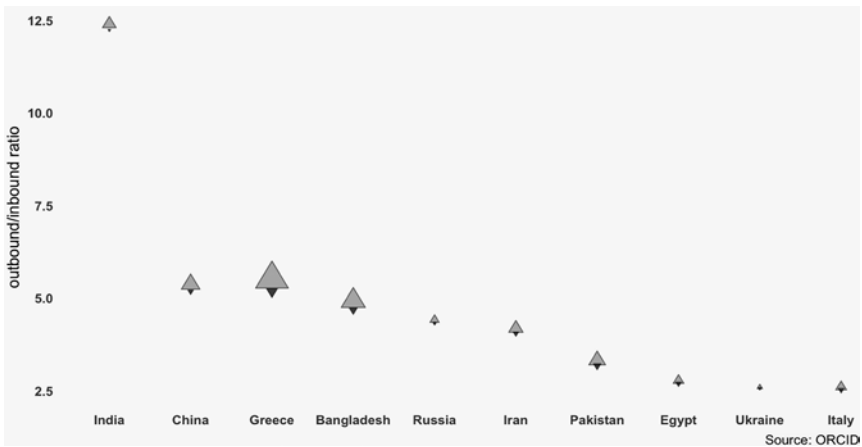 12.5
10.0
7.5
5.0
2.5
outbound/inbound ratio
India China Greece Bangladesh Russia Iran Pakistan Egypt Ukraine Italy
Source: ORCID